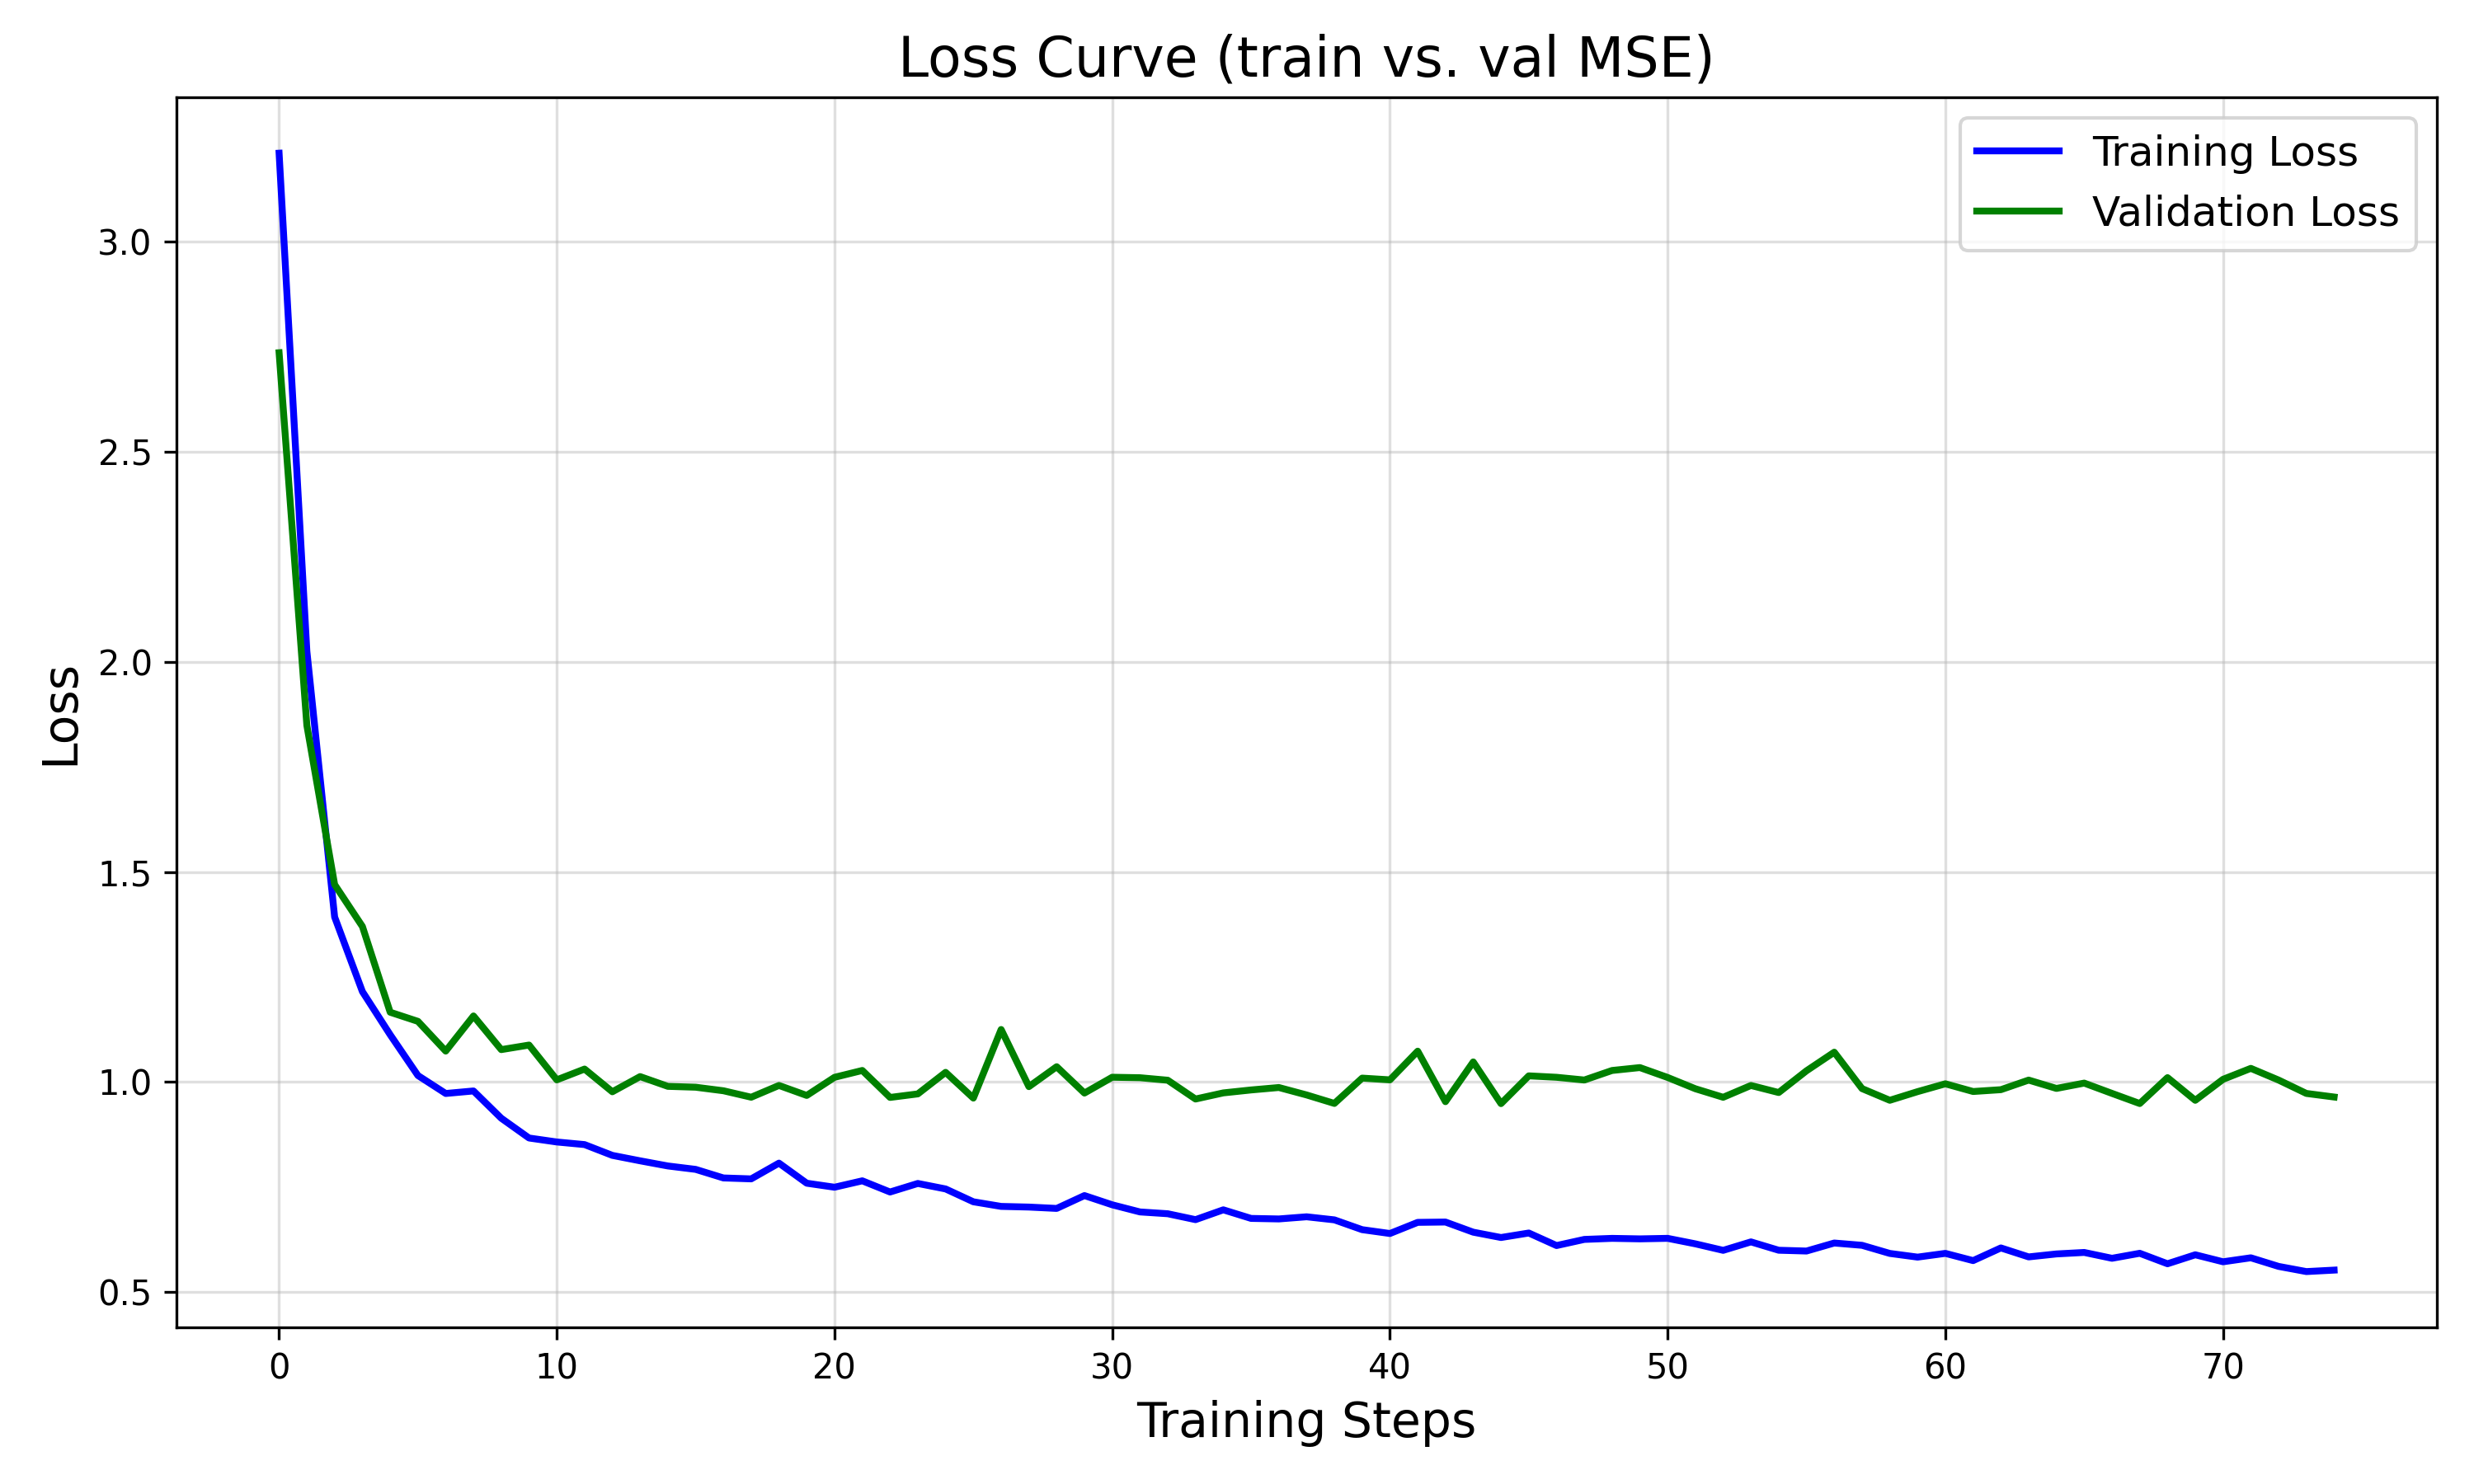 Loss Curve (train vs. val MSE)
Training Loss
Validation Loss
3.0
2.5
2.0
1.5
1.0
0.5
Loss
0 10 20 30 40 50 60 70
Training Steps